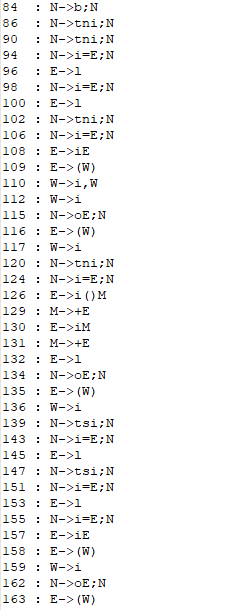 84  : N->b;N
86  : N->tni;N
90  : N->tni;N
94  : N->i=E;N
96  : E->l
98  : N->i=E;N
100 : E->l
102 : N->tni;N
106 : N->i=E;N
108 : E->iE
109 : E->(W)
110 : W->i,W
112 : W->i
115 : N->oE;N
116 : E->(W)
117 : W->i
120 : N->tni;N
124 : N->i=E;N
126 : E->i()M
129 : M->+E
130 : E->iM
131 : M->+E
132 : E->l
134 : N->oE;N
135 : E->(W)
136 : W->i
139 : N->tsi;N
143 : N->i=E;N
145 : E->l
147 : N->tsi;N
151 : N->i=E;N
153 : E->l
155 : N->i=E;N
157 : E->iE
158 : E->(W)
159 : W->i
162 : N->oE;N
163 : E->(W)